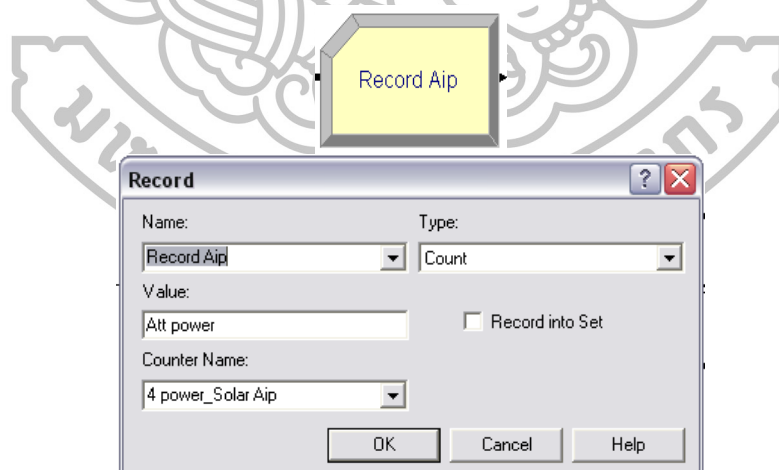 Record Aip
Record
Name: Type:
Record Aip Count
Value:
Att power Record into Set
Counter Name:
4 power_Solar Aip
OK Cancel Help